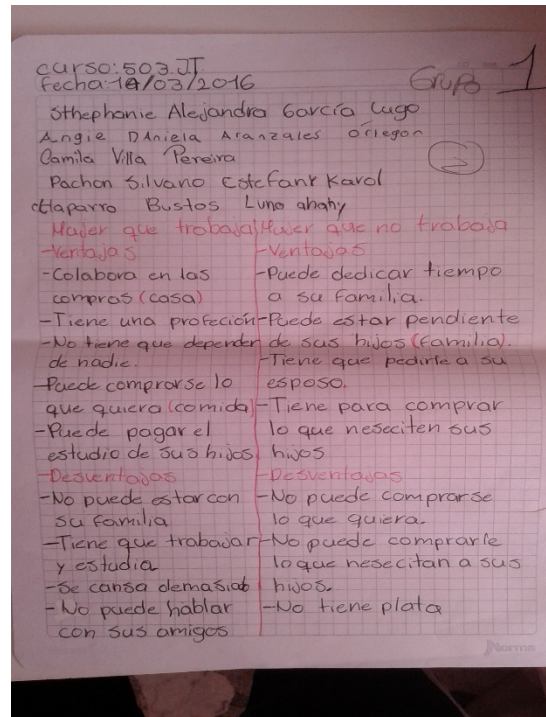 curso: 503.JT
fecha: 14/03/2016
Grupo 1
Sthephanie Alejandra García Lugo
Angie DAniela Aranzales
Camila Villa Pereira
Pachon Silvano Estefany Karol
Bustos Luno
Mujer que trabaja
-Ventajas
-Colabora en las
compras (casa)
-Tiene una profeción
-No tiene que depender
de nadie.
-Puede comprarse lo
que quiera (comida)
-Puede pagar el
estudio de sus hijos
-Desventajas
-No puede estar con
su familia
-Tiene que trabajar
y estudia
-Se cansa demasiado
-No puede hablar
con sus amigos
Mujer que no trabaja
-Ventajas
-Puede dedicar tiempo
a su familia.
-Puede estar pendiente
de sus hijos (familia).
-Tiene que pedirle a su
esposo.
-Tiene para comprar
lo que neseciten sus
hijos
-Desventajas
-No puede comprarse
lo que quiera.
-No puede comprarle
lo que nesecitan a sus
hijos.
-No tiene plata
Norma